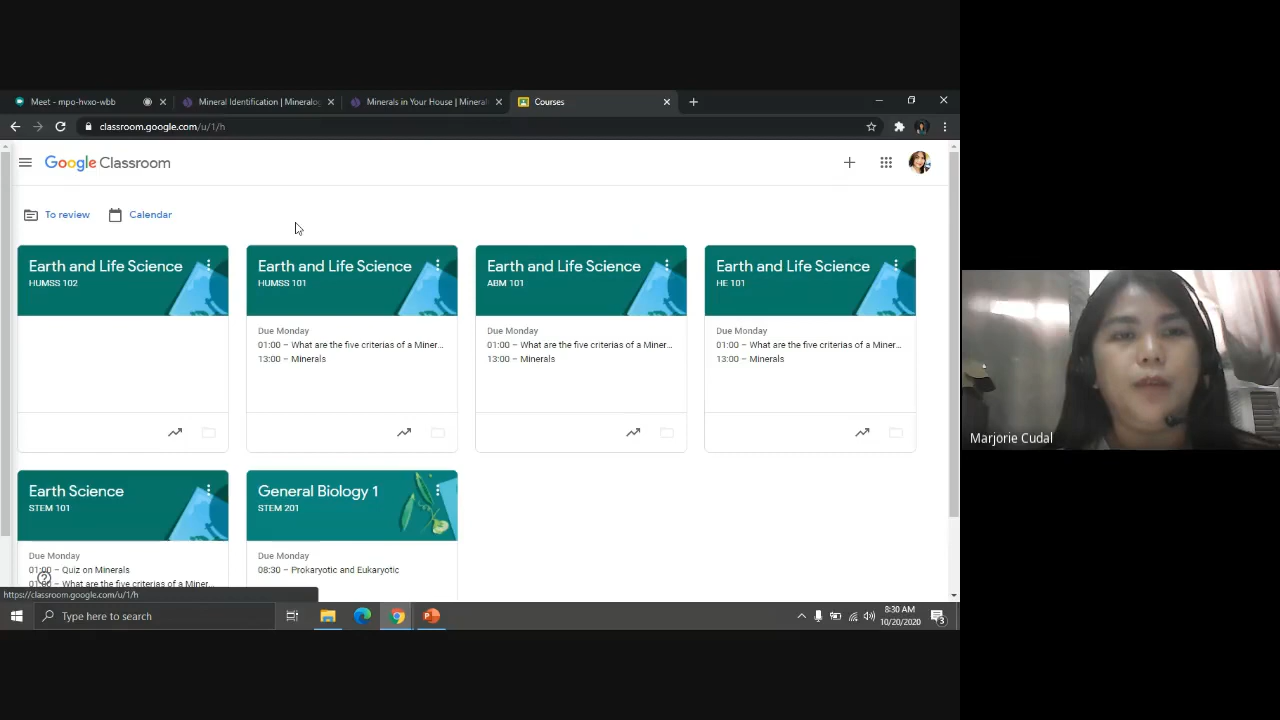 Meet - mpo-hvxo-wbb
Mineral Identification | Mineralog
Minerals in Your House | Mineral
Courses
classroom.google.com/u/1/h
Google Classroom
To review
Calendar
Earth and Life Science
HUMSS 102
Earth and Life Science
HUMSS 101
Due Monday
01:00 – What are the five criterias of a Miner...
13:00 – Minerals
Earth and Life Science
ABM 101
Due Monday
01:00 – What are the five criterias of a Miner...
13:00 – Minerals
Earth and Life Science
HE 101
Due Monday
01:00 – What are the five criterias of a Miner...
13:00 – Minerals
Earth Science
STEM 101
Due Monday
01:00 – Quiz on Minerals
What are the five criterias of a Miner...
General Biology 1
STEM 201
Due Monday
08:30 – Prokaryotic and Eukaryotic
https://classroom.google.com/u/1/h
Type here to search
8:30 AM
10/20/2020
3
Marjorie Cudal